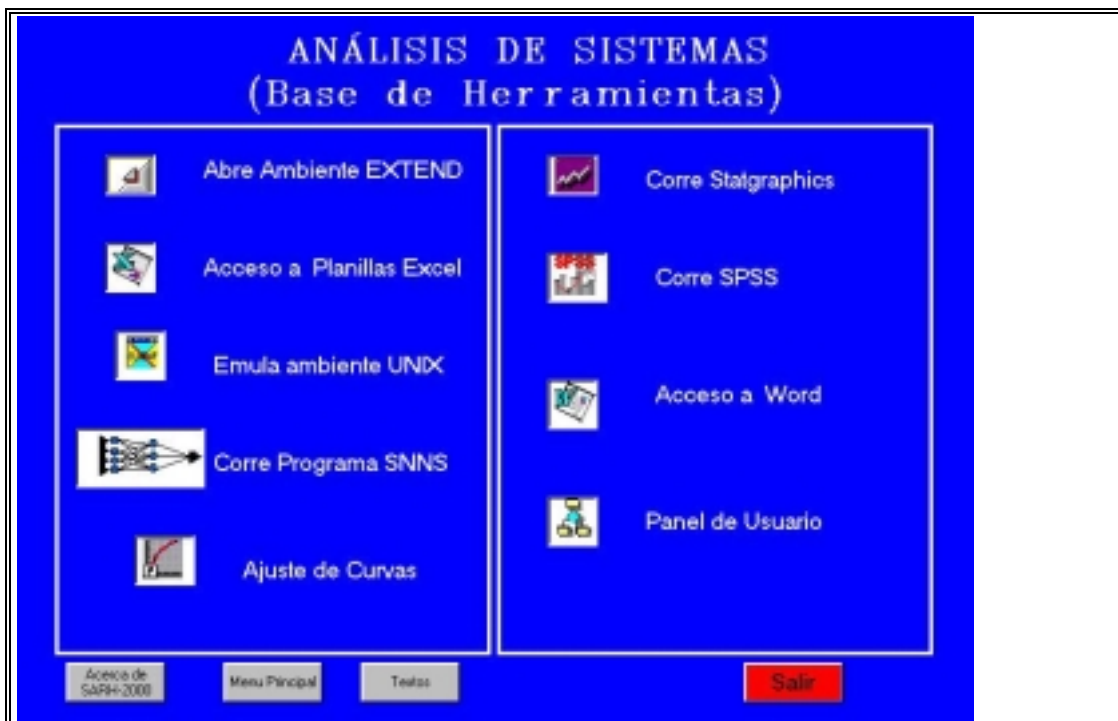 ANÁLISIS DE SISTEMAS
(Base de Herramientas)
Abre Ambiente EXTEND
Acceso a Planillas Excel
Emula ambiente UNIX
Corre Programa SNNS
Ajuste de Curvas
Corre Statgraphics
SPSS
Corre SPSS
Acceso a Word
Panel de Usuario
Acerca de
SARH-2000
Menu Principal
Textos
Salir